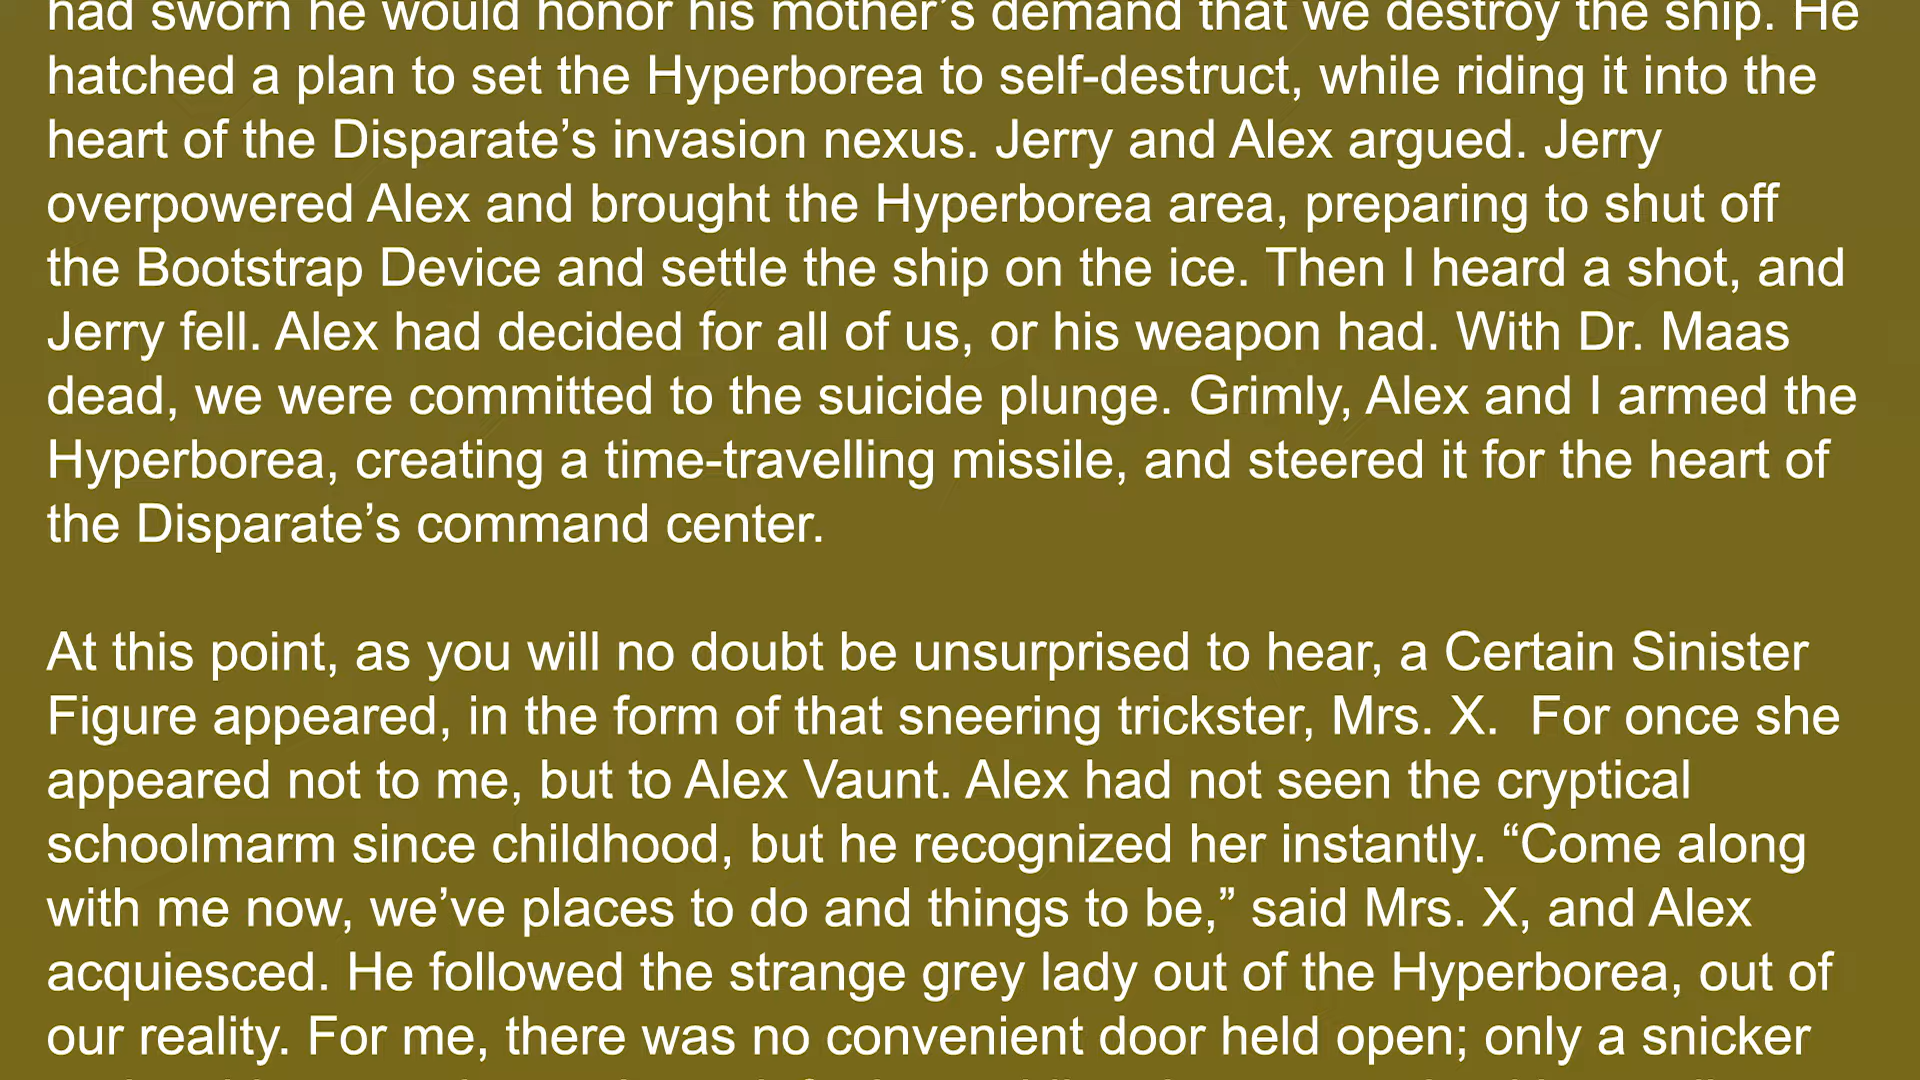 had sworn he would honor his mother’s demand that we destroy the ship. He
hatched a plan to set the Hyperborea to self-destruct, while riding it into the
heart of the Disparate’s invasion nexus. Jerry and Alex argued. Jerry
overpowered Alex and brought the Hyperborea area, preparing to shut off
the Bootstrap Device and settle the ship on the ice. Then I heard a shot, and
Jerry fell. Alex had decided for all of us, or his weapon had. With Dr. Maas
dead, we were committed to the suicide plunge. Grimly, Alex and I armed the
Hyperborea, creating a time-travelling missile, and steered it for the heart of
the Disparate’s command center.
At this point, as you will no doubt be unsurprised to hear, a Certain Sinister
Figure appeared, in the form of that sneering trickster, Mrs. X.  For once she
appeared not to me, but to Alex Vaunt. Alex had not seen the cryptical
schoolmarm since childhood, but he recognized her instantly. “Come along
with me now, we’ve places to do and things to be,” said Mrs. X, and Alex
acquiesced. He followed the strange grey lady out of the Hyperborea, out of
our reality. For me, there was no convenient door held open; only a snicker